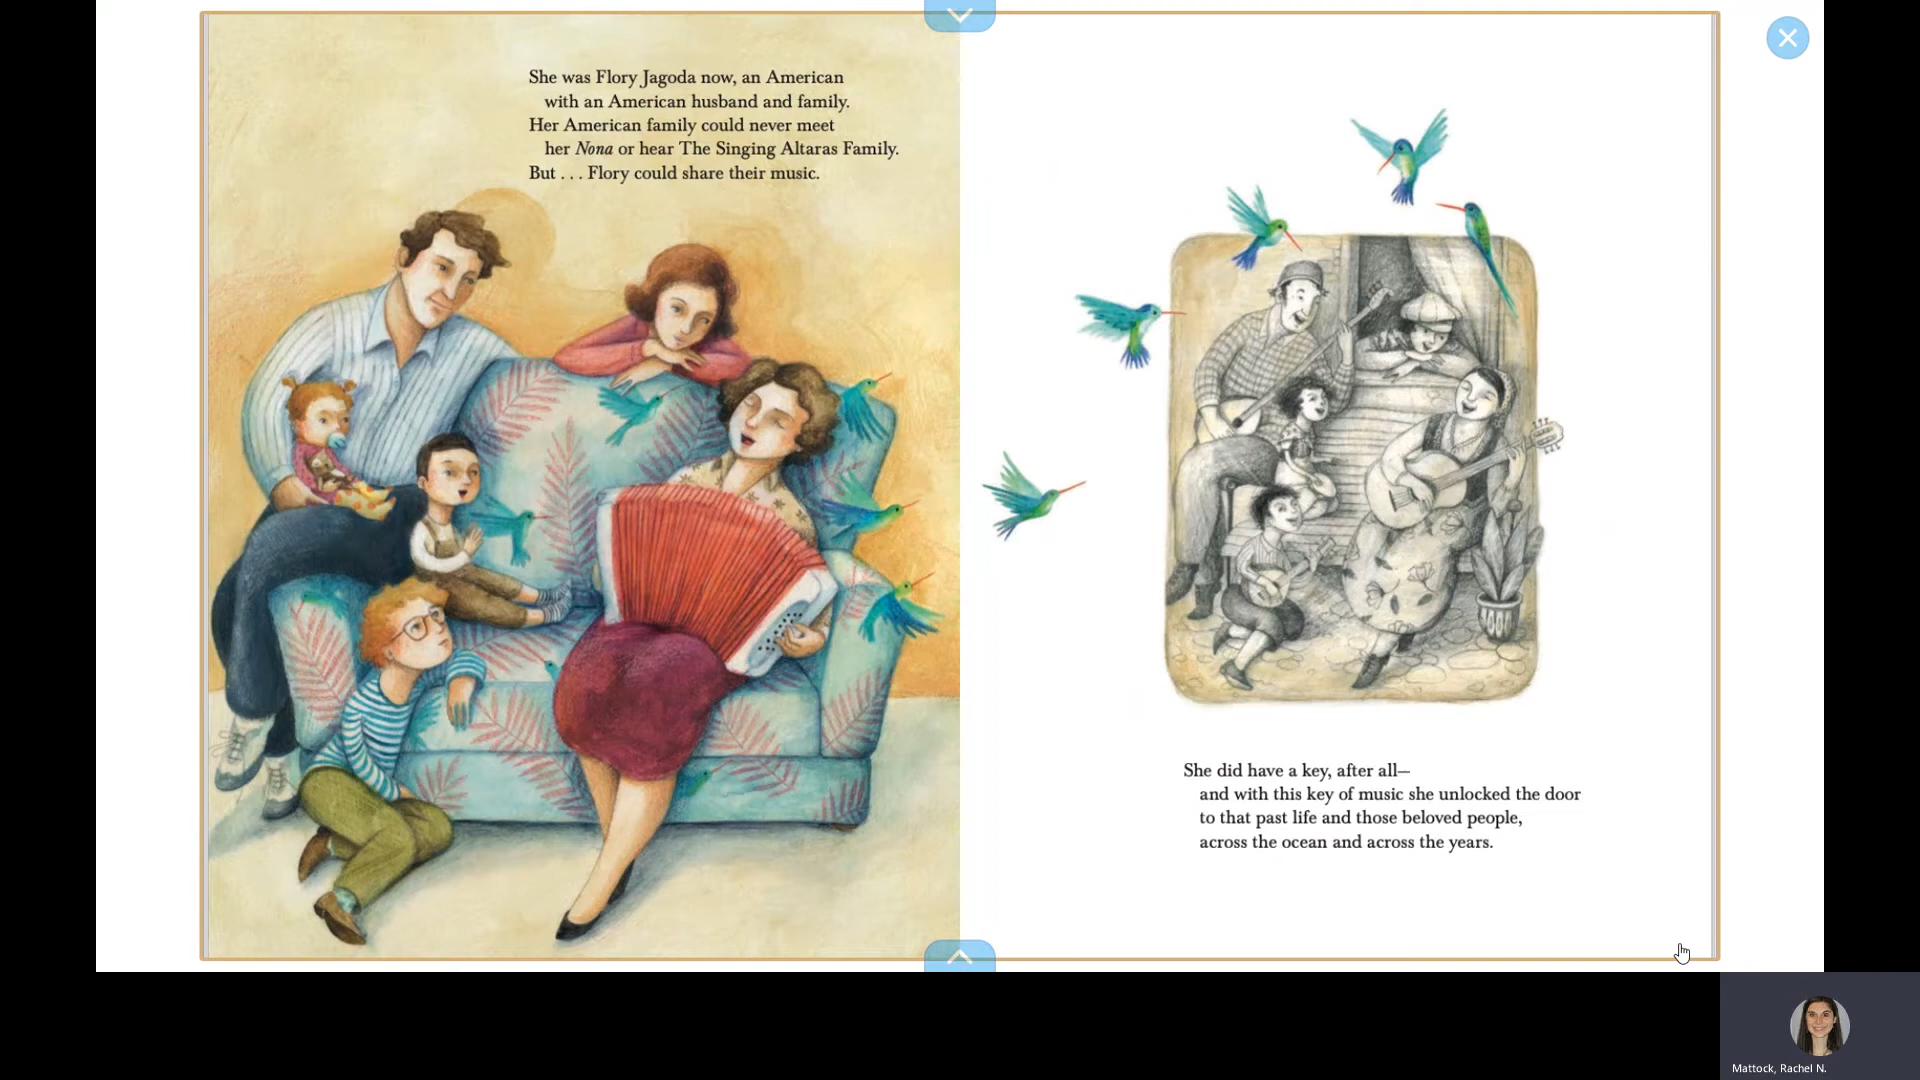 She was Flory Jagoda now, an American
with an American husband and family.
Her American family could never meet
her Nona or hear The Singing Altaras Family.
But . . . Flory could share their music.
She did have a key, after all—
and with this key of music she unlocked the door
to that past life and those beloved people,
across the ocean and across the years.
Mattock, Rachel N.